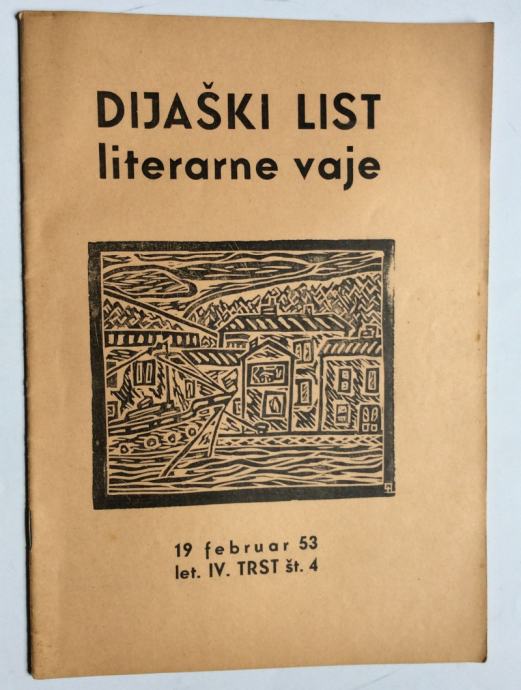 DIJAŠKI LIST
literarne vaje
19 februar 53
let. IV. TRST št. 4